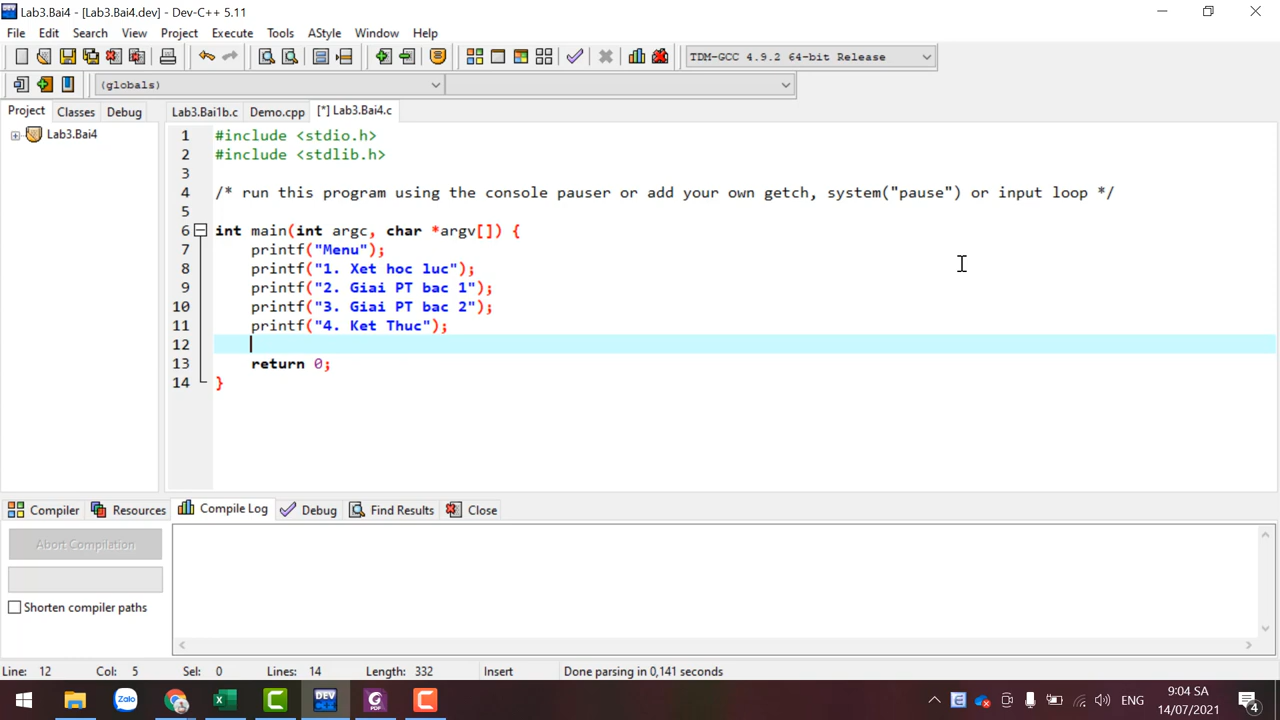 Lab3.Bai4 - [Lab3.Bai4.dev] - Dev-C++ 5.11
File Edit Search View Project Execute Tools AStyle Window Help
TDM-GCC 4.9.2 64-bit Release
(globals)
Project Classes Debug Lab3.Bai1b.c Demo.cpp [*] Lab3.Bai4.c
Lab3.Bai4
1 #include <stdio.h>
2 #include <stdlib.h>
3
4 /* run this program using the console pauser or add your own getch, system("pause") or input loop */
5
6 int main(int argc, char *argv[]) {
7 printf("Menu");
8 printf("1. Xet hoc luc");
9 printf("2. Giai PT bac 1");
10 printf("3. Giai PT bac 2");
11 printf("4. Ket Thuc");
12
13 return 0;
14 }
Compiler Resources Compile Log Debug Find Results Close
Abort Compilation
Shorten compiler paths
Line: 12 Col: 5 Sel: 0 Lines: 14 Length: 332 Insert Done parsing in 0,141 seconds
Zalo DEV PDF ENG 9:04 SA
14/07/2021 4